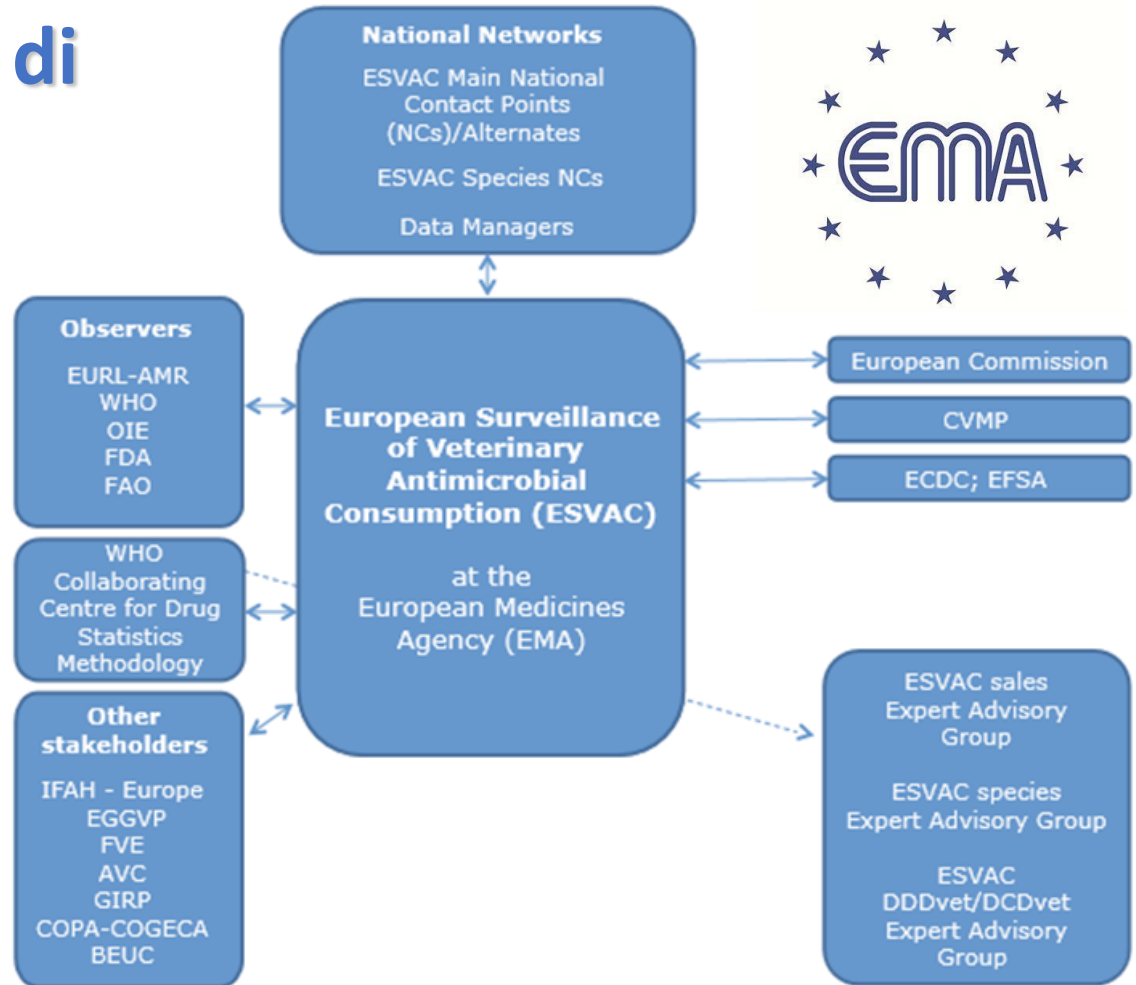 di
National Networks
ESVAC Main National
Contact Points
(NCs)/Alternates
ESVAC Species NCs
Data Managers
EMA
Observers
EURL-AMR
WHO
OIE
FDA
FAO
WHO
Collaborating
Centre for Drug
Statistics
Methodology
Other
stakeholders
IFAH - Europe
EGGVP
FVE
AVC
GIRP
COPA-COGECA
BEUC
European Surveillance
of Veterinary
Antimicrobial
Consumption (ESVAC)
at the
European Medicines
Agency (EMA)
European Commission
CVMP
ECDC; EFSA
ESVAC sales
Expert Advisory
Group
ESVAC species
Expert Advisory Group
ESVAC
DDDvet/DCDvet
Expert Advisory
Group